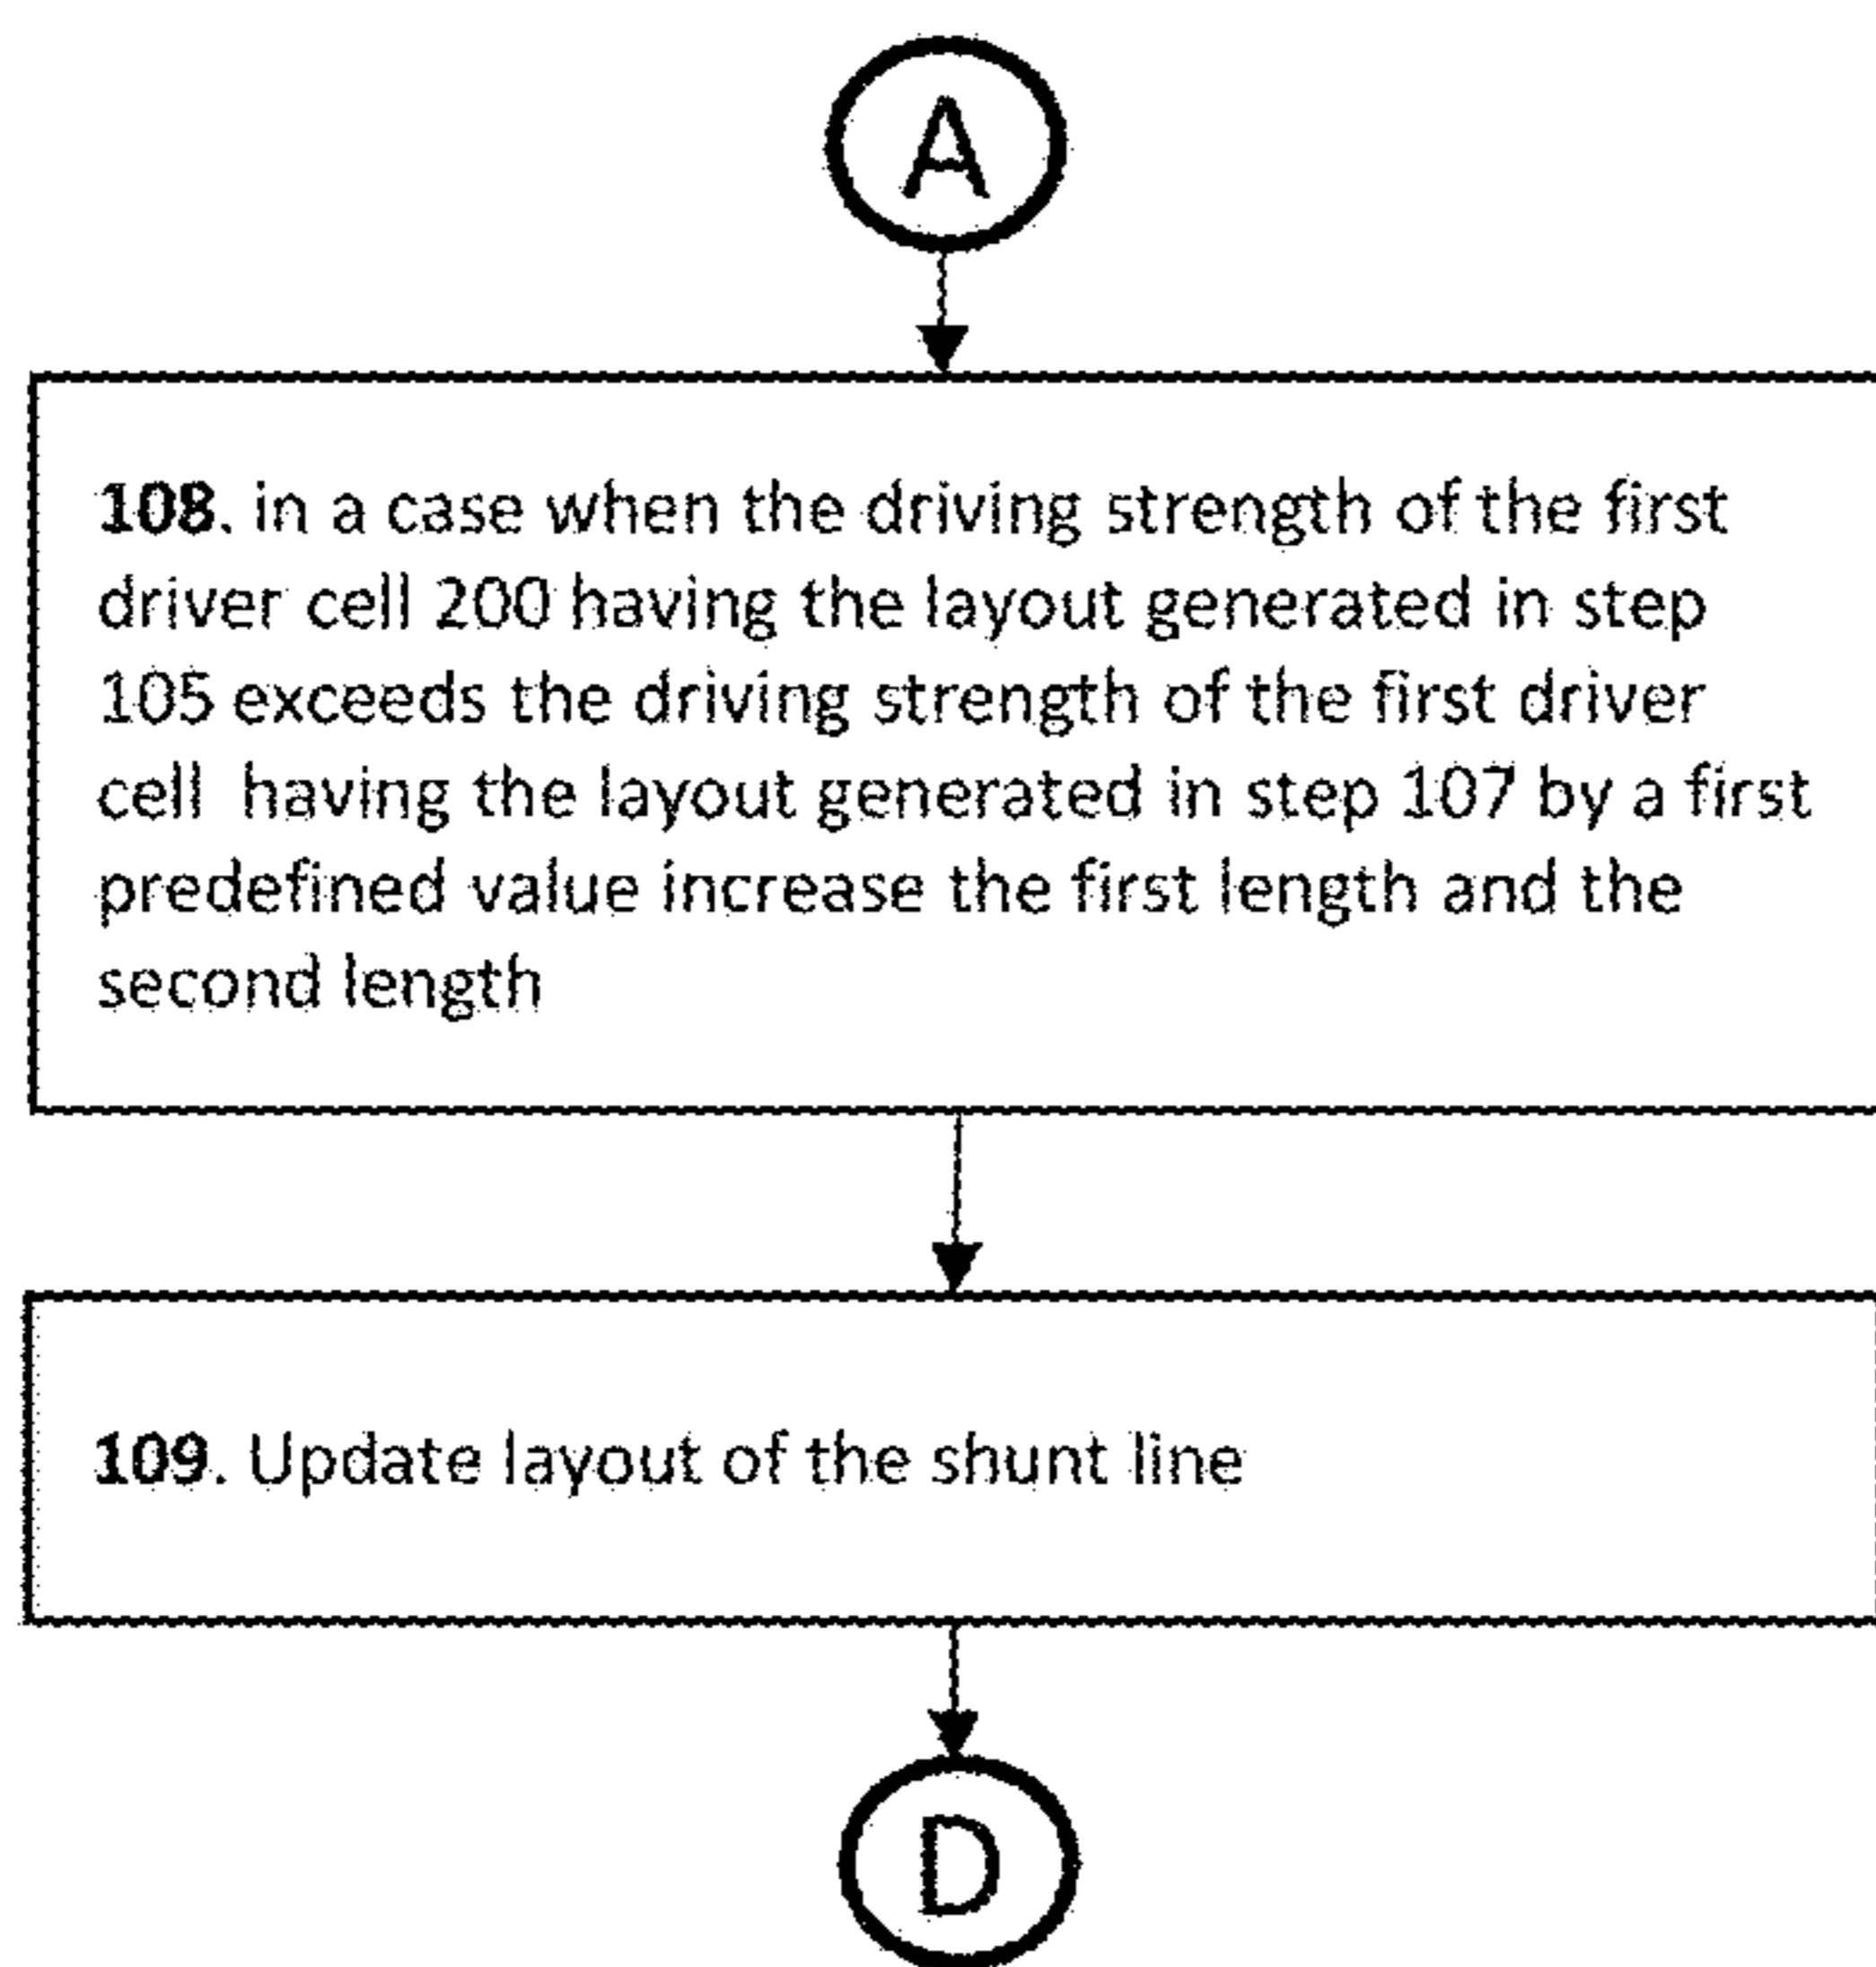 A
108. in a case when the driving strength of the first
driver cell 200 having the layout generated in step
105 exceeds the driving strength of the first driver
cell having the layout generated in step 107 by a first
predefined value increase the first length and the
second length
109. Update layout of the shunt line
D